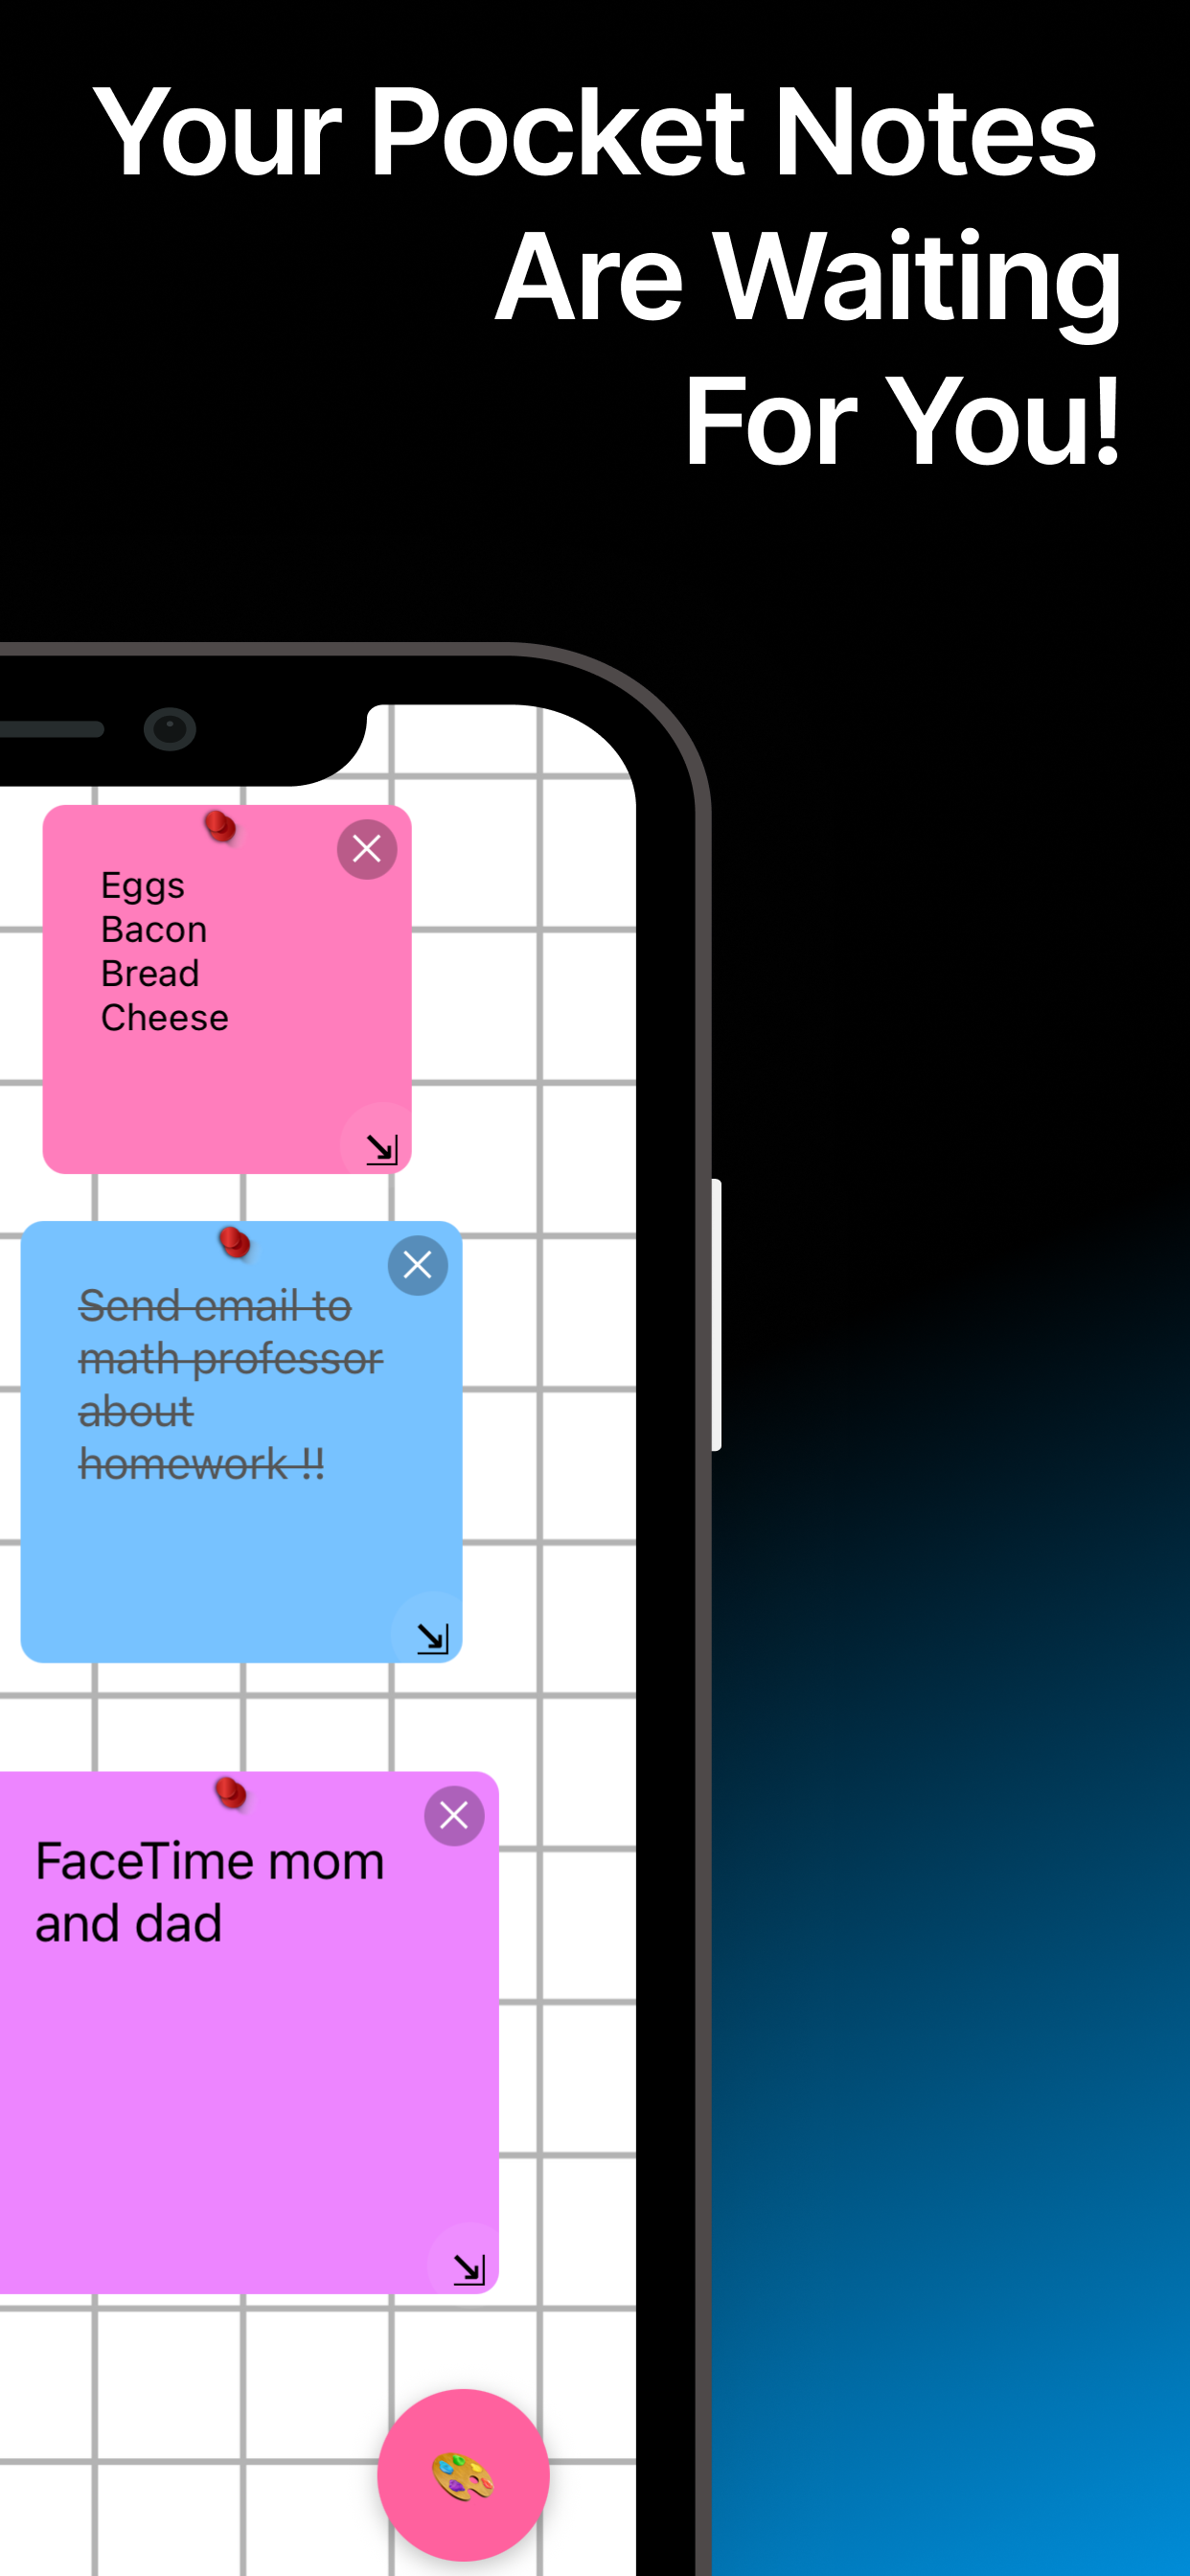 Your Pocket Notes
Are Waiting
For You!
Eggs
Bacon
Bread
Cheese
Send email to
math professor
about
homework !!
FaceTime mom
and dad